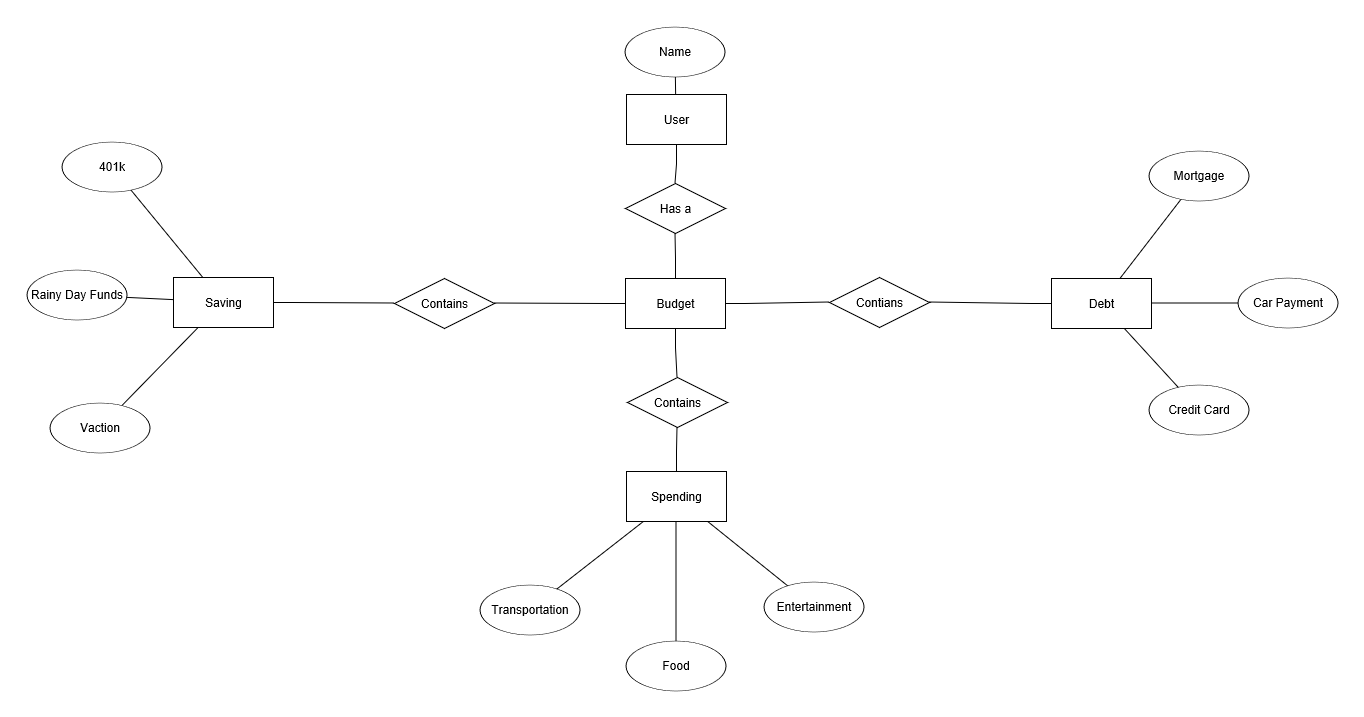 Name
User
401k
Mortgage
Has a
Rainy Day Funds
Saving
Contains
Budget
Contians
Debt
Car Payment
Contains
Credit Card
Vaction
Spending
Transportation
Entertainment
Food